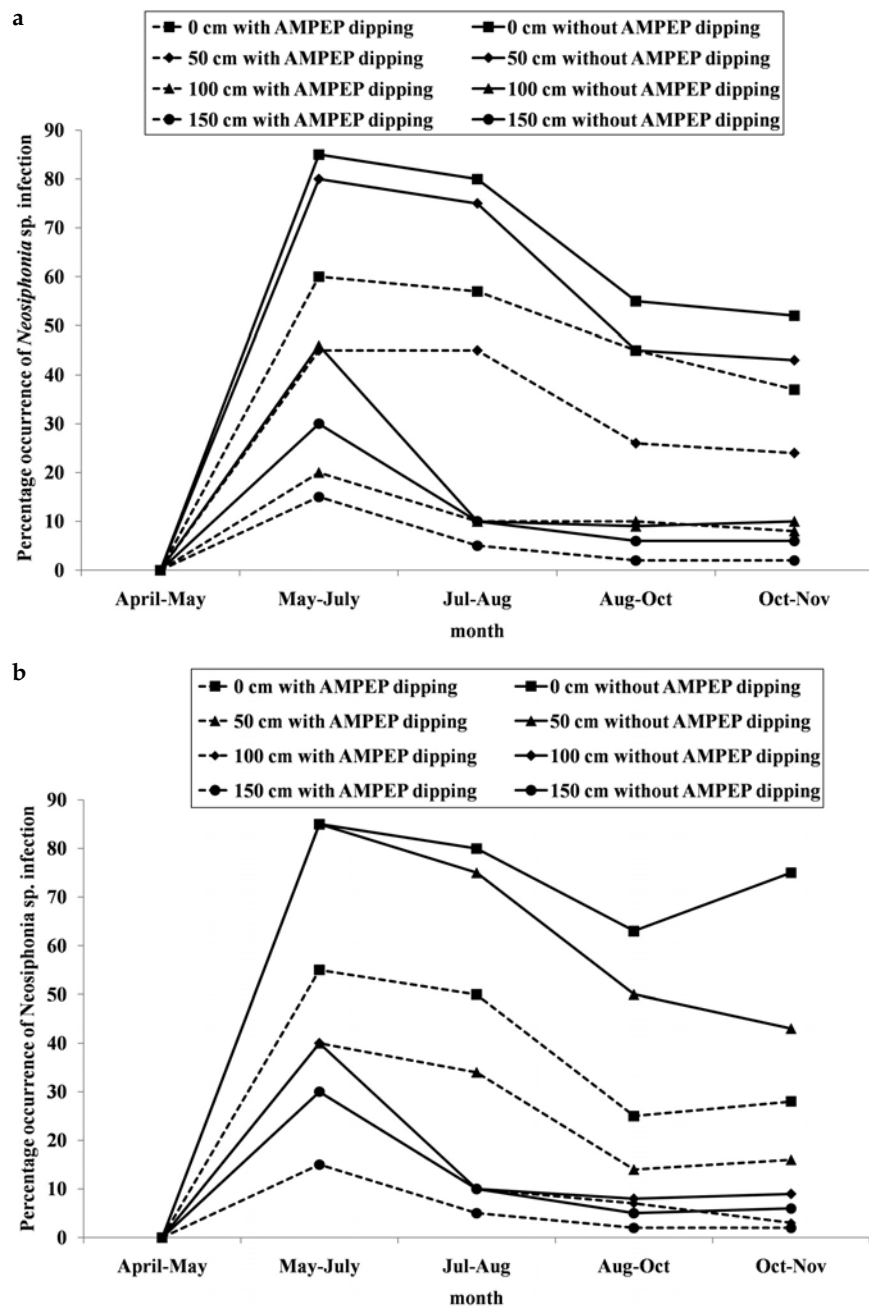 a
0 cm with AMPEP dipping 0 cm without AMPEP dipping
50 cm with AMPEP dipping 50 cm without AMPEP dipping
100 cm with AMPEP dipping 100 cm without AMPEP dipping
150 cm with AMPEP dipping 150 cm without AMPEP dipping
Percentage occurrence of Neosiphonia sp. infection
90
80
70
60
50
40
30
20
10
0
April-May May-July Jul-Aug Aug-Oct Oct-Nov
month
b
0 cm with AMPEP dipping 0 cm without AMPEP dipping
50 cm with AMPEP dipping 50 cm without AMPEP dipping
100 cm with AMPEP dipping 100 cm without AMPEP dipping
150 cm with AMPEP dipping 150 cm without AMPEP dipping
Percentage occurrence of Neosiphonia sp. infection
90
80
70
60
50
40
30
20
10
0
April-May May-July Jul-Aug Aug-Oct Oct-Nov
month